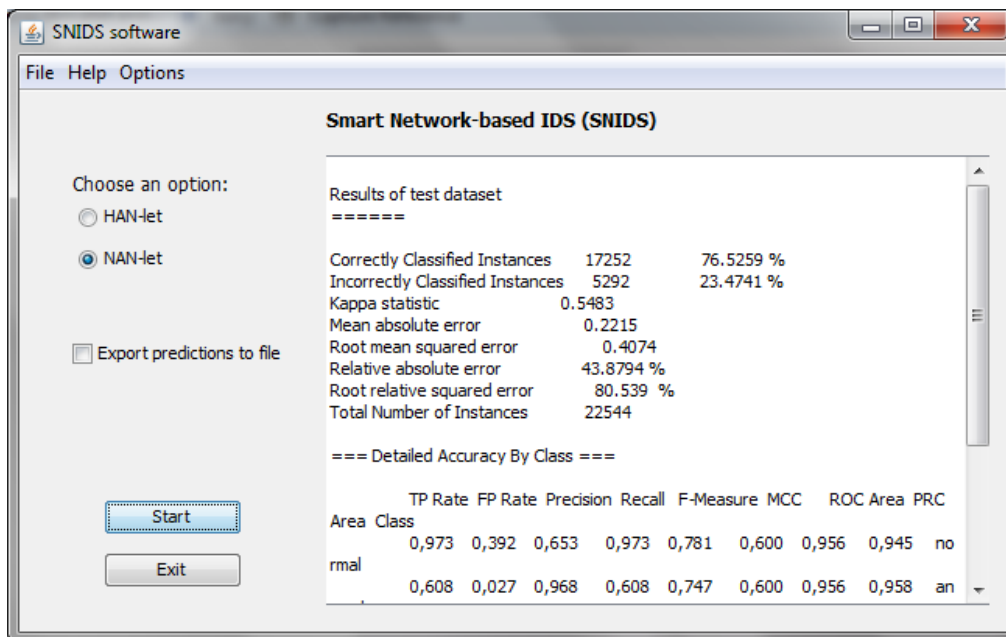 SNIDS software
File Help Options
Smart Network-based IDS (SNIDS)
Choose an option:
HAN-let
NAN-let
Export predictions to file
Start
Exit
Results of test dataset
======
Correctly Classified Instances 17252 76.5259 %
Incorrectly Classified Instances 5292 23.4741 %
Kappa statistic 0.5483
Mean absolute error 0.2215
Root mean squared error 0.4074
Relative absolute error 43.8794 %
Root relative squared error 80.539 %
Total Number of Instances 22544
=== Detailed Accuracy By Class ===
TP Rate FP Rate Precision Recall F-Measure MCC ROC Area PRC
Area Class
0,973 0,392 0,653 0,973 0,781 0,600 0,956 0,945 no
rmal
0,608 0,027 0,968 0,608 0,747 0,600 0,956 0,958 an